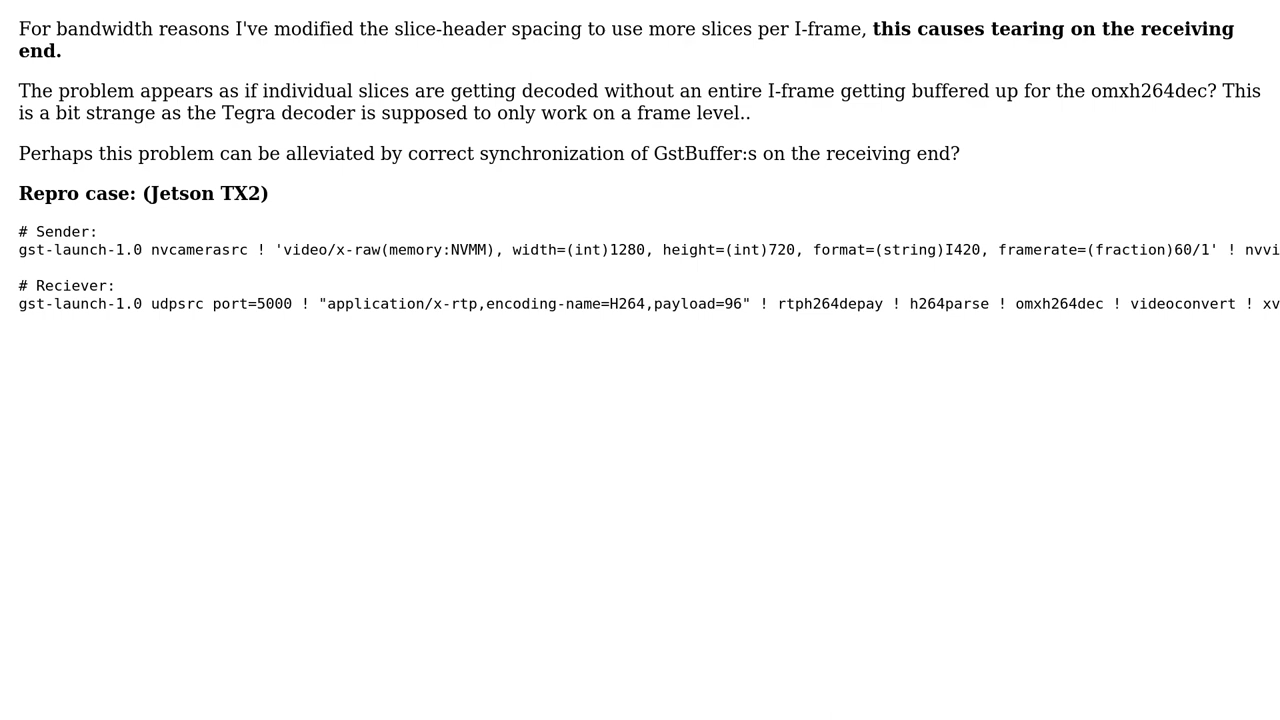 For bandwidth reasons I've modified the slice-header spacing to use more slices per I-frame, this causes tearing on the receiving
end.
The problem appears as if individual slices are getting decoded without an entire I-frame getting buffered up for the omxh264dec? This
is a bit strange as the Tegra decoder is supposed to only work on a frame level..
Perhaps this problem can be alleviated by correct synchronization of GstBuffer:s on the receiving end?
Repro case: (Jetson TX2)
# Sender:
gst-launch-1.0 nvcamerasrc ! 'video/x-raw(memory:NVMM), width=(int)1280, height=(int)720, format=(string)I420, framerate=(fraction)60/1' ! nvvi
# Reciever:
gst-launch-1.0 udpsrc port=5000 ! "application/x-rtp,encoding-name=H264,payload=96" ! rtph264depay ! h264parse ! omxh264dec ! videoconvert ! xv